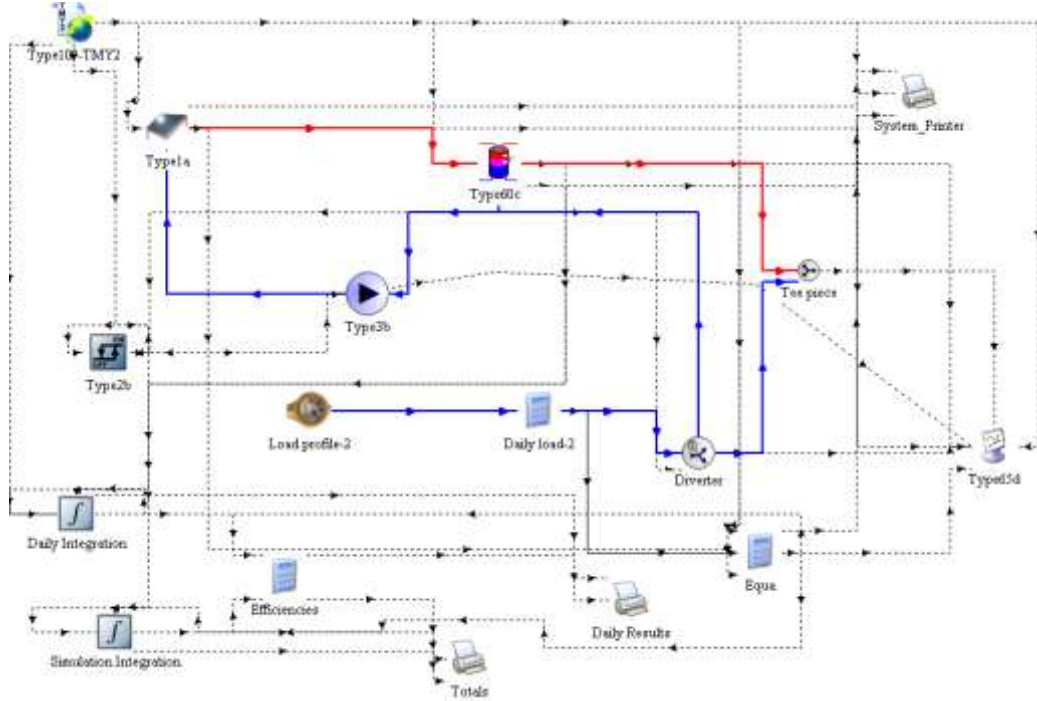 Type109-TMY2
System_Printer
Type1a
Type60c
Tee piece
Type3b
Type2b
Load profile-2
Daily load-2
Diverter
Type65d
Daily Integration
Equa
Efficiencies
Daily Results
Simulation Integration
Totals